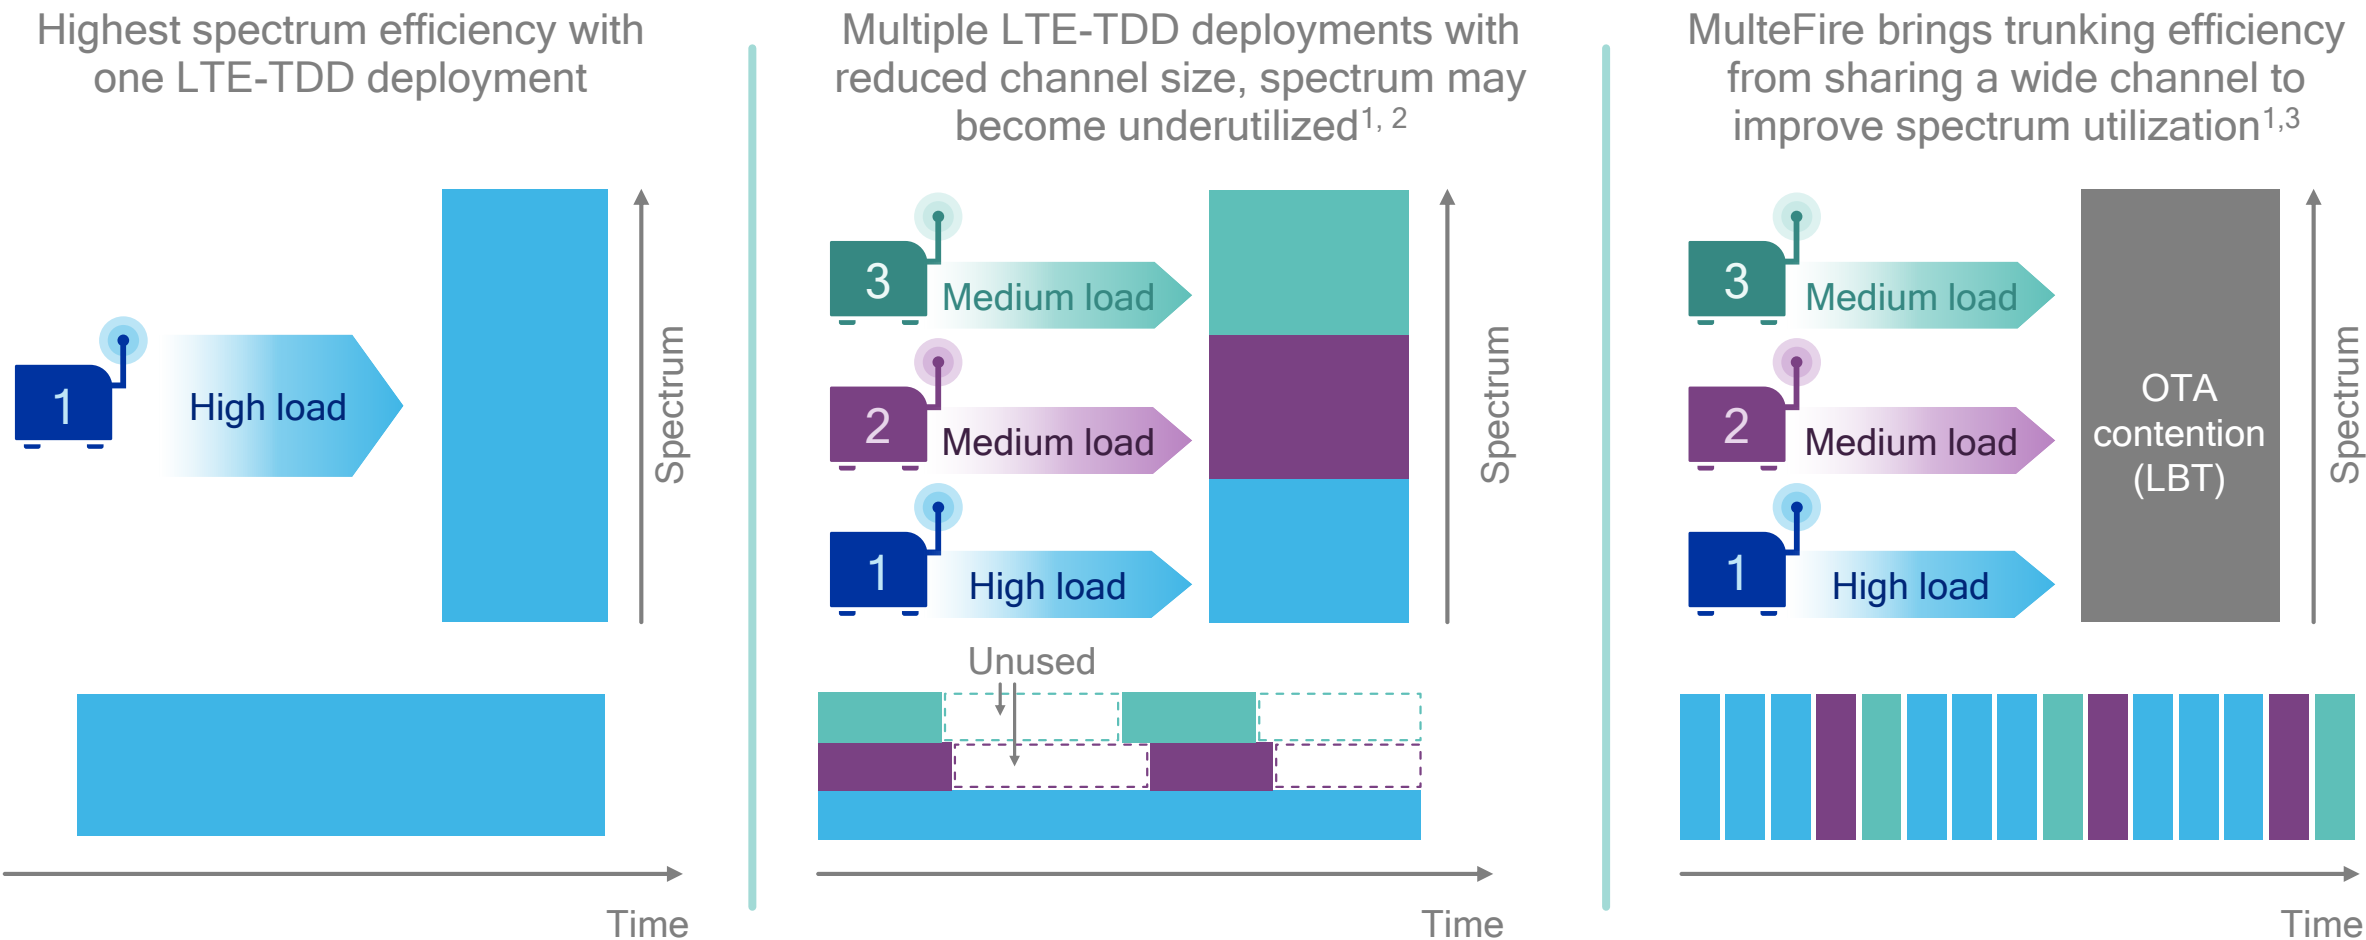 Highest spectrum efficiency with
one LTE-TDD deployment
1
High load
Spectrum
Time
Multiple LTE-TDD deployments with
reduced channel size, spectrum may
become underutilized1, 2
3
Medium load
2
Medium load
1
High load
Spectrum
Unused
Time
MulteFire brings trunking efficiency
from sharing a wide channel to
improve spectrum utilization1,3
3
Medium load
2
Medium load
1
High load
OTA
contention
(LBT)
Spectrum
Time